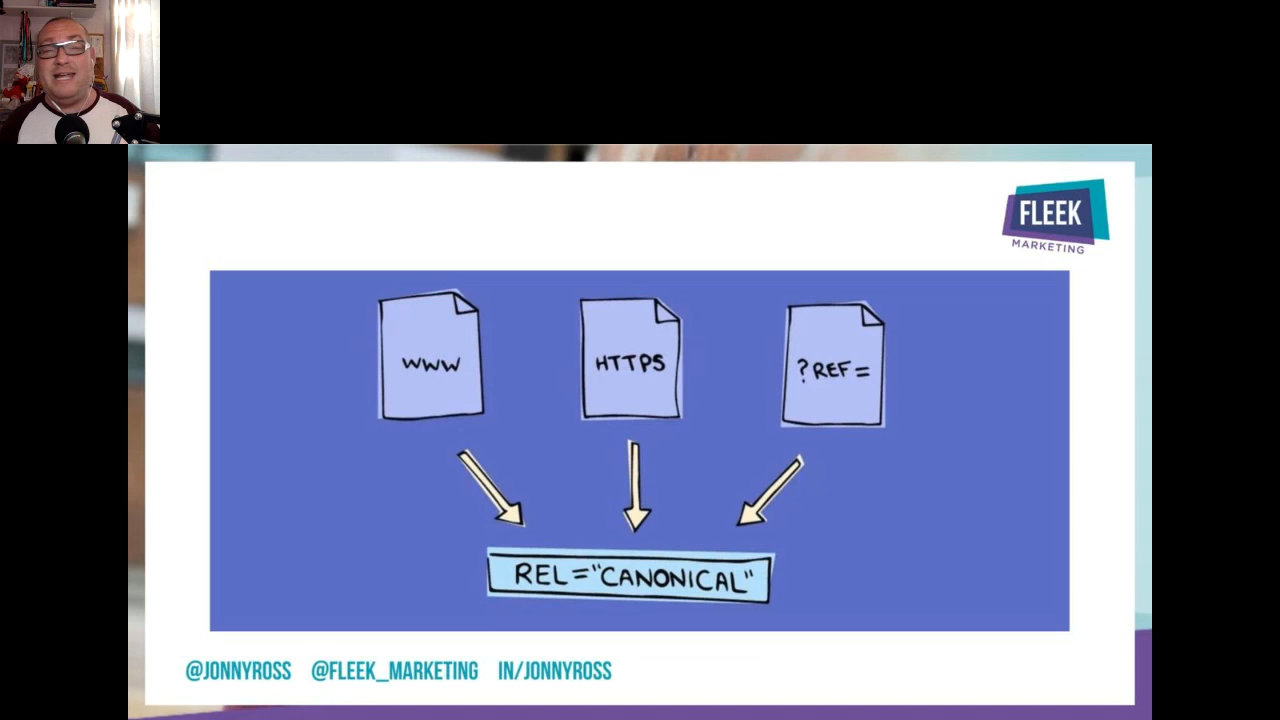 FLEEK
MARKETING
WWW
HTTPS
?REF=
REL="CANONICAL"
@JONNYROSS @FLEEK_MARKETING IN/JONNYROSS